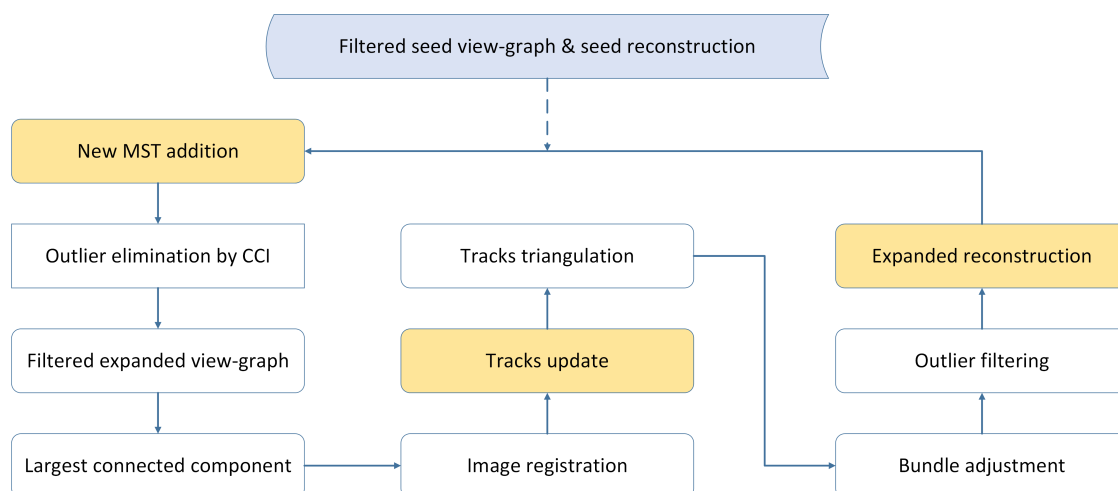 Filtered seed view-graph & seed reconstruction
New MST addition
Outlier elimination by CCI
Filtered expanded view-graph
Largest connected component
Image registration
Tracks update
Tracks triangulation
Bundle adjustment
Outlier filtering
Expanded reconstruction